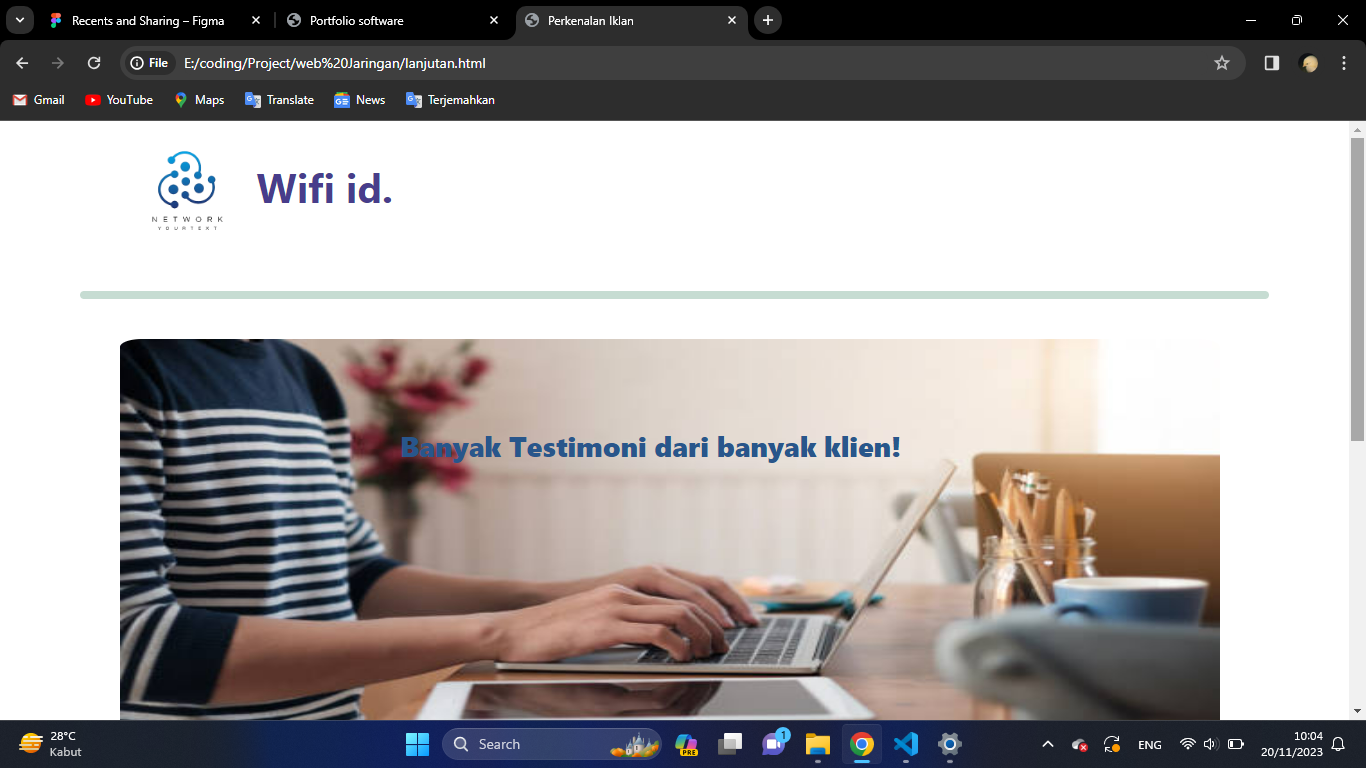 Recents and Sharing – Figma
Portfolio software
Perkenalan Iklan
File
E:/coding/Project/web%20Jaringan/lanjutan.html
Gmail
YouTube
Maps
Translate
News
Terjemahkan
NETWORK
YOURTEXT
Wifi id.
Banyak Testimoni dari banyak klien!
28°C
Kabut
Search
PRE
1
ENG
10:04
20/11/2023